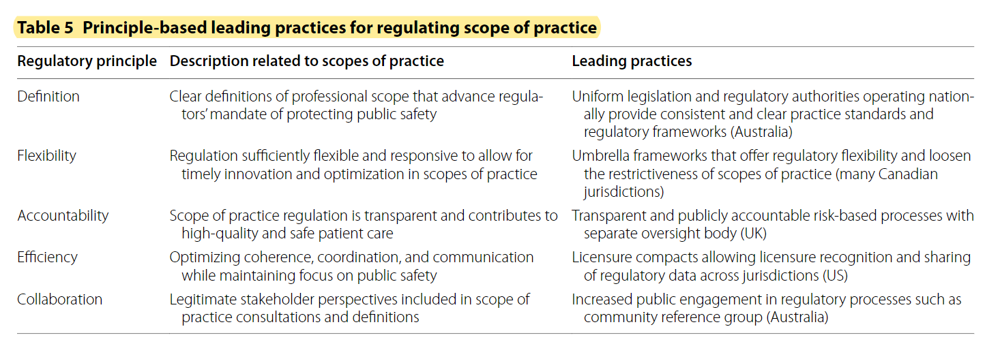 Table 5 Principle-based leading practices for regulating scope of practice
Regulatory principle Description related to scopes of practice Leading practices
Definition Clear definitions of professional scope that advance regula- Uniform legislation and regulatory authorities operating nation-
tors’ mandate of protecting public safety ally provide consistent and clear practice standards and
regulatory frameworks (Australia)
Flexibility Regulation sufficiently flexible and responsive to allow for Umbrella frameworks that offer regulatory flexibility and loosen
timely innovation and optimization in scopes of practice the restrictiveness of scopes of practice (many Canadian
jurisdictions)
Accountability Scope of practice regulation is transparent and contributes to Transparent and publicly accountable risk-based processes with
high-quality and safe patient care separate oversight body (UK)
Efficiency Optimizing coherence, coordination, and communication Licensure compacts allowing licensure recognition and sharing
while maintaining focus on public safety of regulatory data across jurisdictions (US)
Collaboration Legitimate stakeholder perspectives included in scope of Increased public engagement in regulatory processes such as
practice consultations and definitions community reference group (Australia)